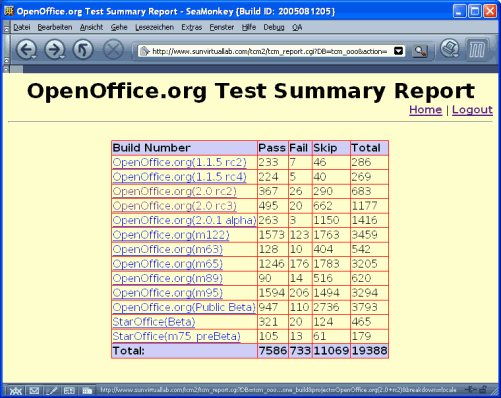 OpenOffice.org Test Summary Report - SeaMonkey {Build ID: 2005081205}
Datei Bearbeiten Ansicht Gehe Lesezeichen Extras Fenster Hilfe Debug QA
http://www.sunvirtuallab.com/tcm2/tcm_report.cgi?DB=tcm_ooo&action=
OpenOffice.org Test Summary Report
Home | Logout
Build Number Pass Fail Skip Total
OpenOffice.org(1.1.5 rc2) 233 7 46 286
OpenOffice.org(1.1.5 rc4) 224 5 40 269
OpenOffice.org(2.0 rc2) 367 26 290 683
OpenOffice.org(2.0 rc3) 495 20 662 1177
OpenOffice.org(2.0.1 alpha) 263 3 1150 1416
OpenOffice.org(m122) 1573 123 1763 3459
OpenOffice.org(m63) 128 10 404 542
OpenOffice.org(m65) 1246 176 1783 3205
OpenOffice.org(m89) 90 14 516 620
OpenOffice.org(m95) 1594 206 1494 3294
OpenOffice.org(Public Beta) 947 110 2736 3793
StarOffice(Beta) 321 20 124 465
StarOffice(m75_preBeta) 105 13 61 179
Total: 7586 733 11069 19388
http://www.sunvirtuallab.com/tcm2/tcm_report.cgi?DB=tcm_oo...one_build&project=OpenOffice.org(2.0+rc2)&breakdown=locale